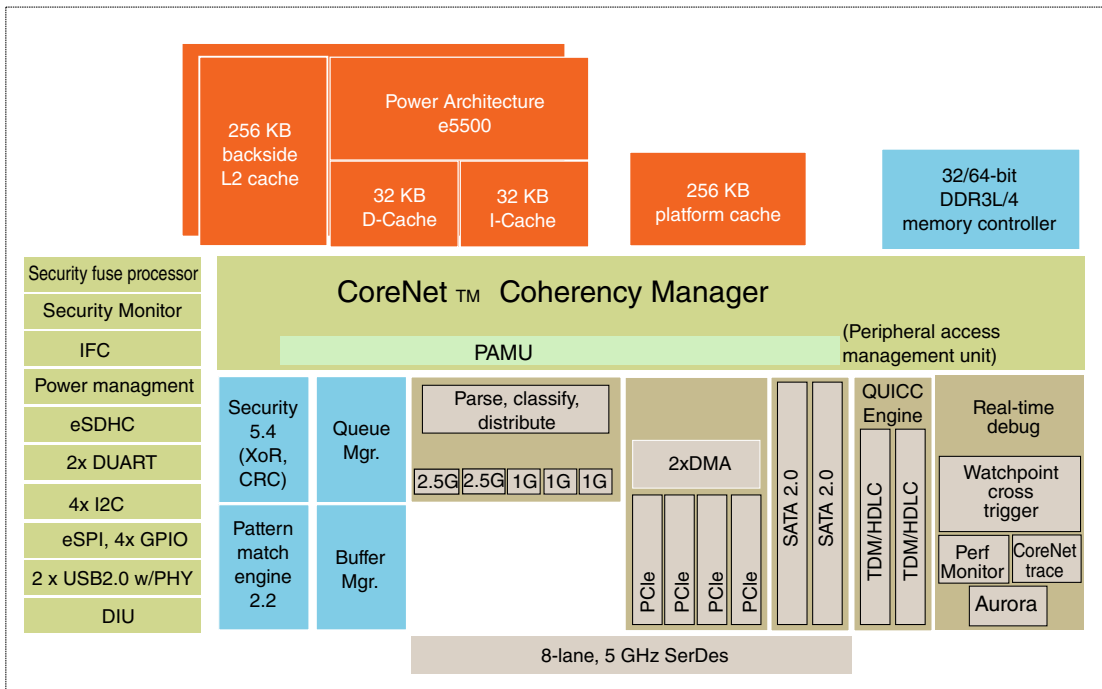 Power Architecture
e5500
256 KB
backside
L2 cache
32 KB
D-Cache
32 KB
I-Cache
256 KB
platform cache
32/64-bit
DDR3L/4
memory controller
Security fuse processor
Security Monitor
IFC
Power managment
eSDHC
2x DUART
4x I2C
eSPI, 4x GPIO
2 x USB2.0 w/PHY
DIU
CoreNet TM Coherency Manager
PAMU
(Peripheral access
management unit)
Security
5.4
(XoR,
CRC)
Queue
Mgr.
Pattern
match
engine
2.2
Buffer
Mgr.
Parse, classify,
distribute
2.5G
2.5G
1G
1G
1G
2xDMA
PCIe
PCIe
PCIe
PCIe
SATA 2.0
SATA 2.0
QUICC
Engine
TDM/HDLC
TDM/HDLC
Real-time
debug
Watchpoint
cross
trigger
Perf
Monitor
CoreNet
trace
Aurora
8-lane, 5 GHz SerDes